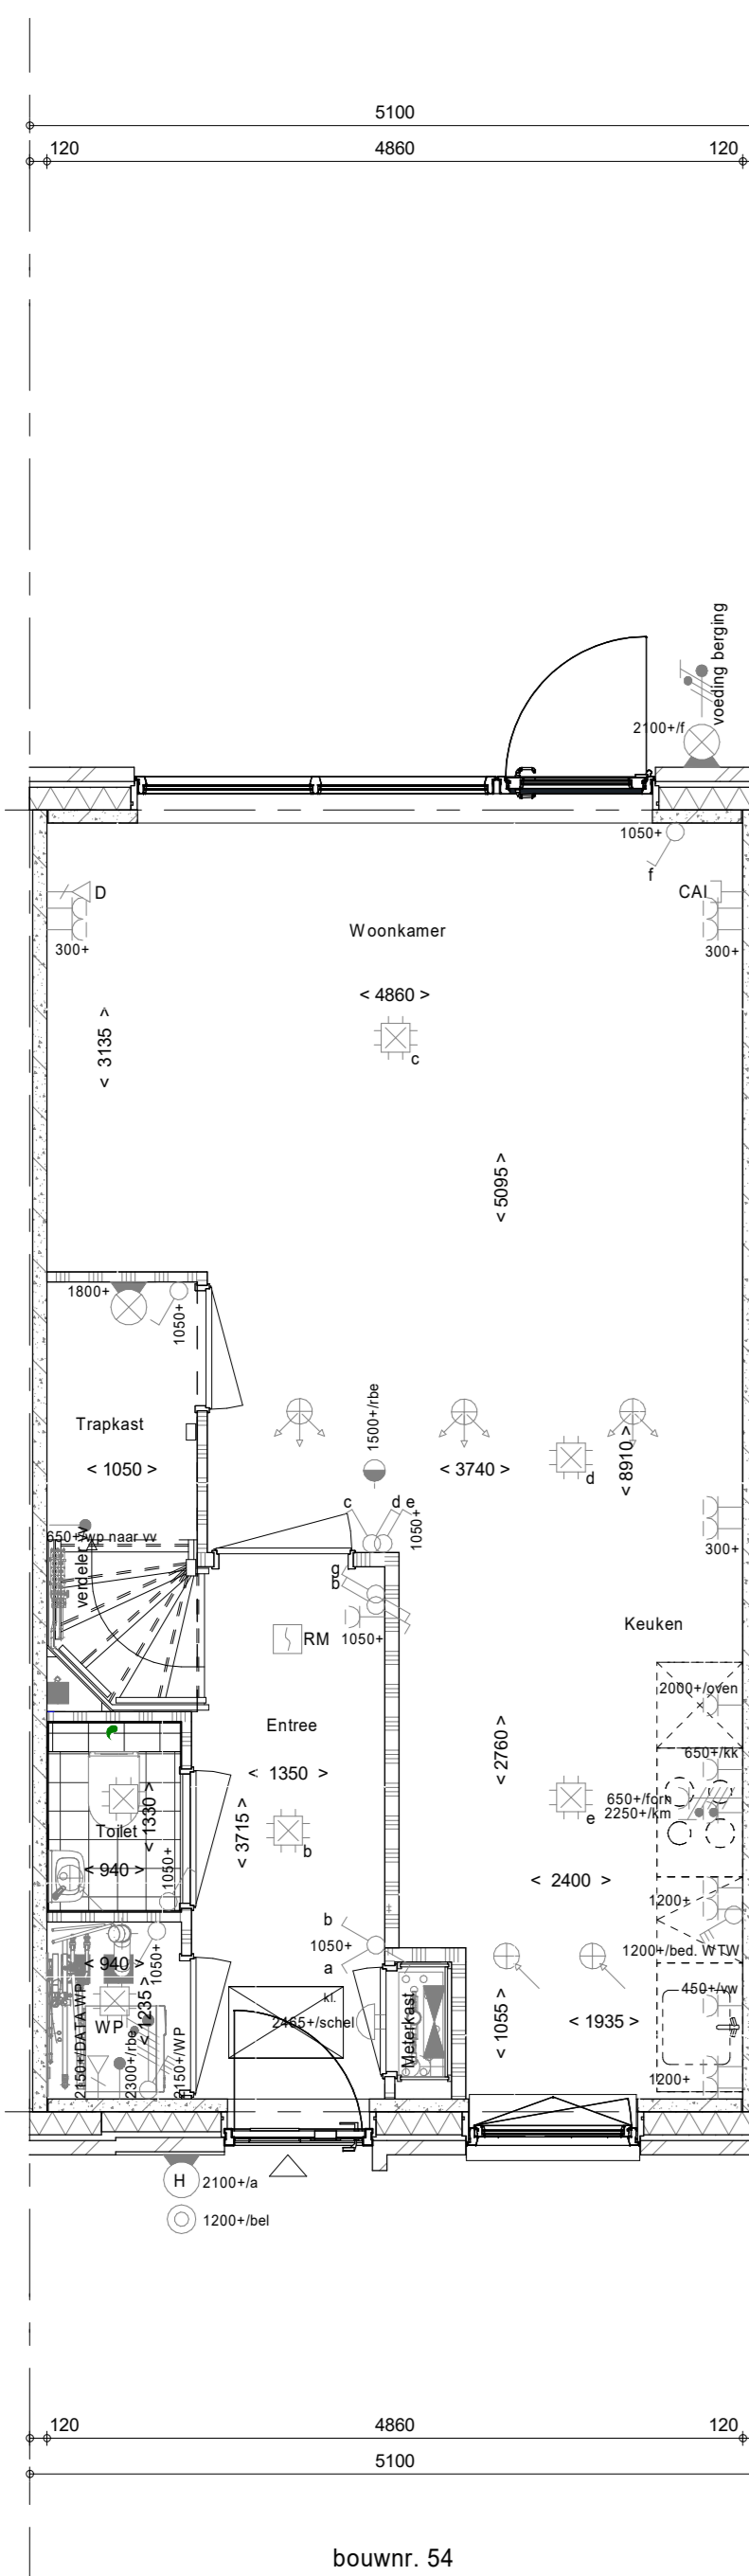 5100
120 4860 120
voeding berging
2100+/f
1050+
f
D
CAI
300+
300+
Woonkamer
< 4860 >
c
< 3135 >
< 5095 >
1800+
1050+
Trapkast
< 1050 >
1500+/rbe
< 3740 >
d
< 8910 >
c
d e
1050+
300+
650+/wp naar vv
verdeler vv
g
b
1050+
RM
Keuken
2000+/oven
Entree
< 1350 >
< 2760 >
650+/kk
650+/forn
2250+/km
e
Toilet
< 1330 >
< 940 >
1050+
< 3715 >
b
< 2400 >
1200+
b
1050+
a
1200+/bed. WTW
< 940 >
1050+
WP
< 1235 >
2150+/DATA WP
2300+/rbe
2150+/WP
kl.
2465+/schel
Meterkast
< 1055 >
< 1935 >
450+/vw
1200+
H
2100+/a
1200+/bel
120 4860 120
5100
bouwnr. 54